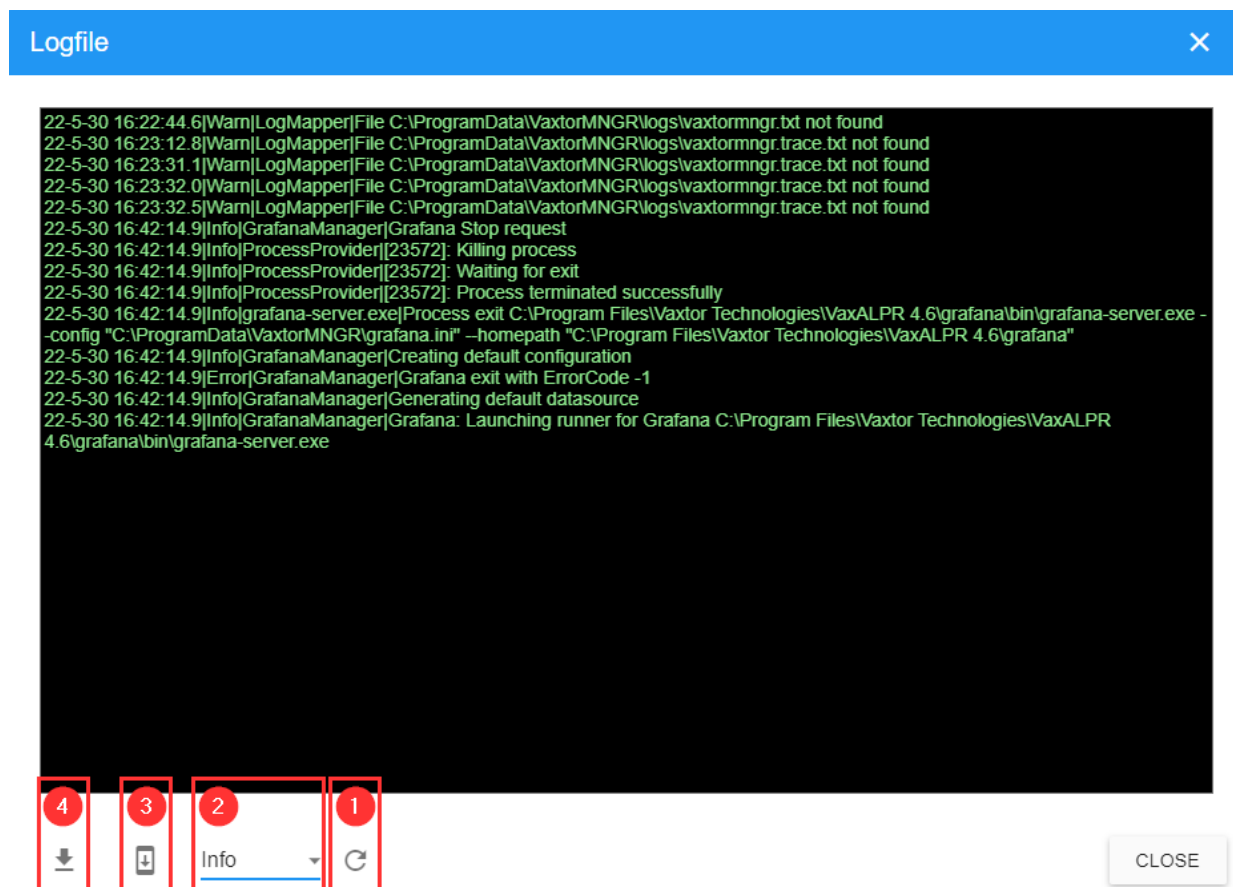 Logfile
22-5-30 16:22:44.6|Warn|LogMapper|File C:\ProgramData\VaxtorMNGR\logs\vaxtormngr.txt not found
22-5-30 16:23:12.8|Warn|LogMapper|File C:\ProgramData\VaxtorMNGR\logs\vaxtormngr.trace.txt not found
22-5-30 16:23:31.1|Warn|LogMapper|File C:\ProgramData\VaxtorMNGR\logs\vaxtormngr.trace.txt not found
22-5-30 16:23:32.0|Warn|LogMapper|File C:\ProgramData\VaxtorMNGR\logs\vaxtormngr.trace.txt not found
22-5-30 16:23:32.5|Warn|LogMapper|File C:\ProgramData\VaxtorMNGR\logs\vaxtormngr.trace.txt not found
22-5-30 16:42:14.9|Info|GrafanaManager|Grafana Stop request
22-5-30 16:42:14.9|Info|ProcessProvider|[23572]: Killing process
22-5-30 16:42:14.9|Info|ProcessProvider|[23572]: Waiting for exit
22-5-30 16:42:14.9|Info|ProcessProvider|[23572]: Process terminated successfully
22-5-30 16:42:14.9|Info|grafana-server.exe|Process exit C:\Program Files\Vaxtor Technologies\VaxALPR 4.6\grafana\bin\grafana-server.exe -
-config "C:\ProgramData\VaxtorMNGR\grafana.ini" --homepath "C:\Program Files\Vaxtor Technologies\VaxALPR 4.6\grafana"
22-5-30 16:42:14.9|Info|GrafanaManager|Creating default configuration
22-5-30 16:42:14.9|Error|GrafanaManager|Grafana exit with ErrorCode -1
22-5-30 16:42:14.9|Info|GrafanaManager|Generating default datasource
22-5-30 16:42:14.9|Info|GrafanaManager|Grafana: Launching runner for Grafana C:\Program Files\Vaxtor Technologies\VaxALPR
4.6\grafana\bin\grafana-server.exe
4 3 2 1
Info
CLOSE